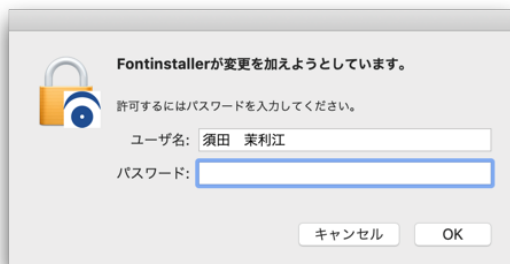 Fontinstallerが変更を加えようとしています。
許可するにはパスワードを入力してください。
ユーザ名: 須田　茉利江
パスワード:
キャンセル OK